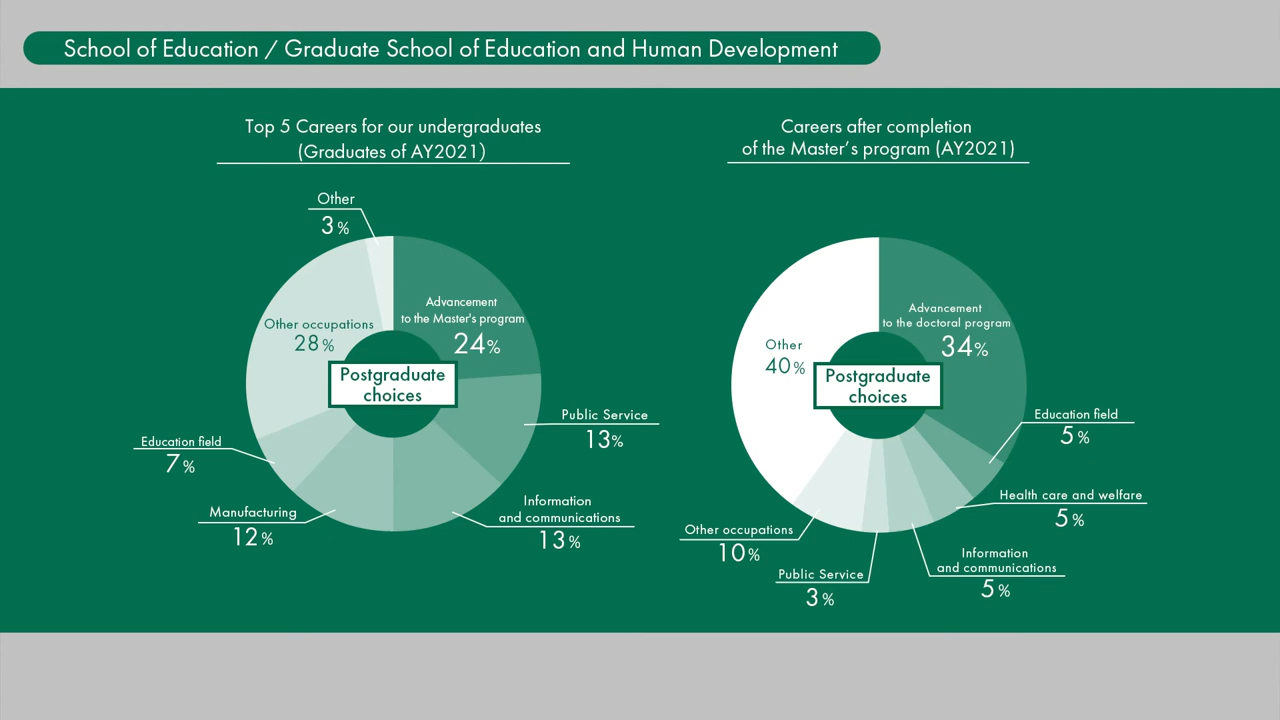 School of Education / Graduate School of Education and Human Development
Top 5 Careers for our undergraduates
(Graduates of AY2021)
Other
3%
Advancement
to the Master's program
24%
Other occupations
28%
Postgraduate
choices
Public Service
13%
Education field
7%
Information
and communications
13%
Manufacturing
12%
Careers after completion
of the Master's program (AY2021)
Advancement
to the doctoral program
34%
Other
40%
Postgraduate
choices
Education field
5%
Health care and welfare
5%
Other occupations
10%
Information
and communications
5%
Public Service
3%